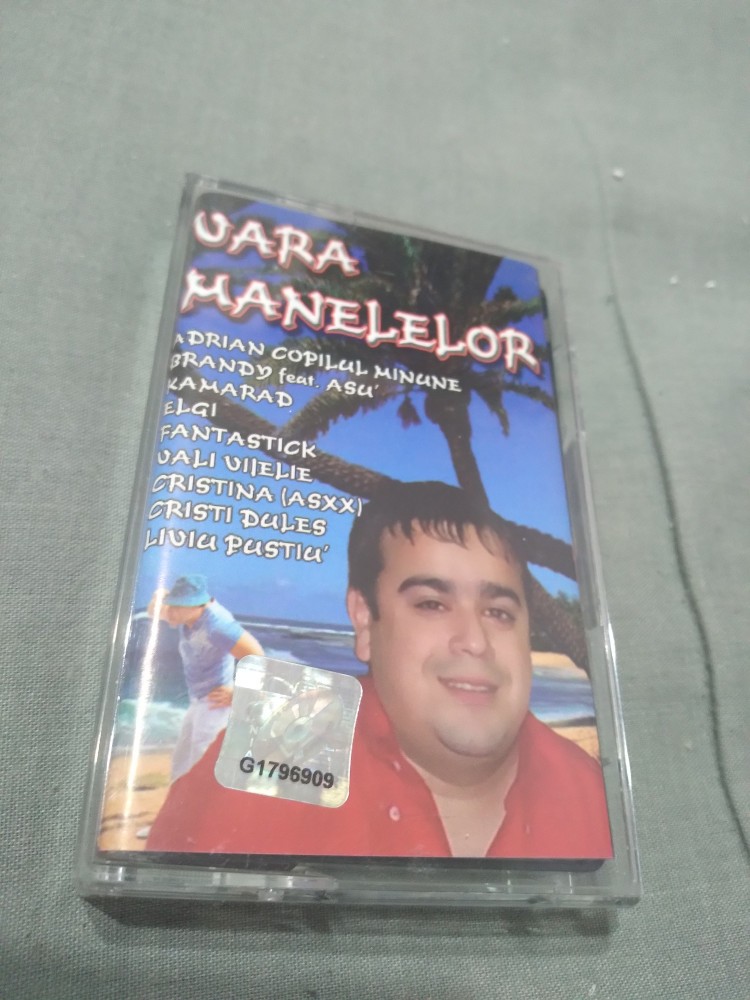 VARA
MANELELOR
ADRIAN COPILUL MINUNE
BRANDY feat. ASU'
KAMARAD
ELGI
FANTASTICK
VALI VIJELIE
CRISTINA (ASXX)
CRISTI DULES
LIVIU PUSTIU'
G1796909